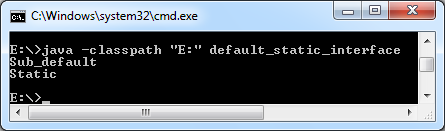 C:\Windows\system32\cmd.exe
E:\>java -classpath "E:" default_static_interface
Sub_default
Static
E:\>_